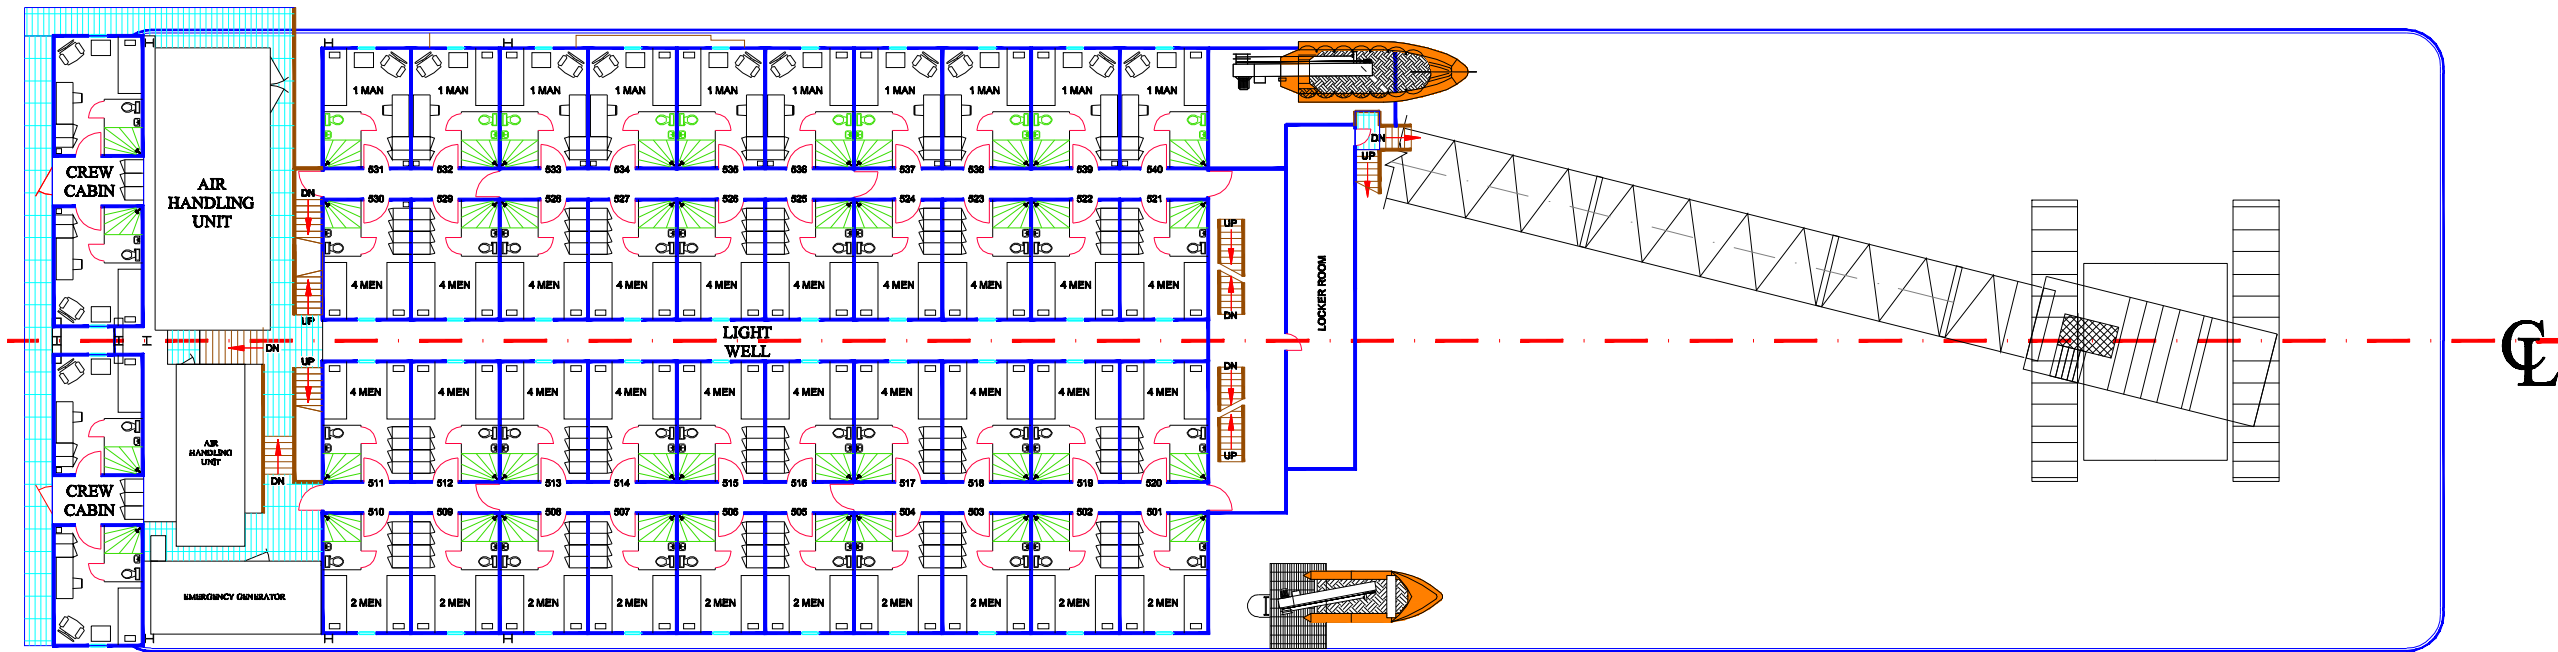 1 MAN 1 MAN 1 MAN 1 MAN 1 MAN 1 MAN 1 MAN 1 MAN 1 MAN 1 MAN
DN
UP
531 532 533 534 535 536 537 538 539 540
CREW
CABIN
AIR
HANDLING
UNIT
DN
530 529 528 527 526 525 524 523 522 521
UP
4 MEN 4 MEN 4 MEN 4 MEN 4 MEN 4 MEN 4 MEN 4 MEN 4 MEN 4 MEN
LOCKER ROOM
UP
DN
LIGHT
WELL
DN
CL
UP
DN
4 MEN 4 MEN 4 MEN 4 MEN 4 MEN 4 MEN 4 MEN 4 MEN 4 MEN 4 MEN
AIR
HANDLING
UNIT
UP
DN
511 512 513 514 515 516 517 518 519 520
CREW
CABIN
510 509 508 507 506 505 504 503 502 501
EMERGENCY GENERATOR
2 MEN 2 MEN 2 MEN 2 MEN 2 MEN 2 MEN 2 MEN 2 MEN 2 MEN 2 MEN